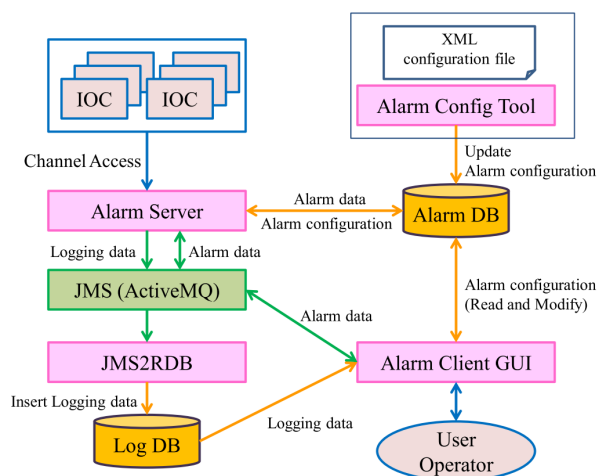 XML
configuration file
IOC
IOC
Alarm Config Tool
Channel Access
Update
Alarm configuration
Alarm data
Alarm Server
Alarm configuration
Alarm DB
Logging data
Alarm data
JMS (ActiveMQ)
Alarm configuration
(Read and Modify)
Alarm data
JMS2RDB
Alarm Client GUI
Insert Logging data
Logging data
Log DB
User
Operator